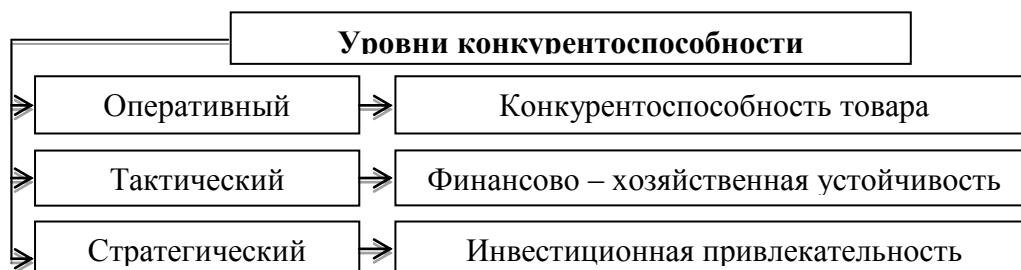 Уровни конкурентоспособности
Оперативный
Конкурентоспособность товара
Тактический
Финансово – хозяйственная устойчивость
Стратегический
Инвестиционная привлекательность